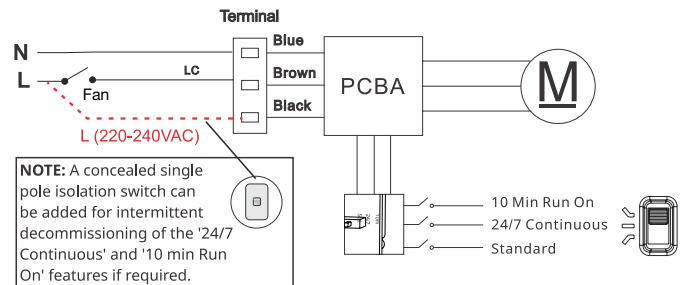 Terminal
N
Blue
L
LC
Brown
Fan
Black
PCBA
M
L (220-240VAC)
NOTE: A concealed single
pole isolation switch can
be added for intermittent
decommissioning of the '24/7
Continuous' and '10 min Run
On' features if required.
10 Min Run On
24/7 Continuous
Standard